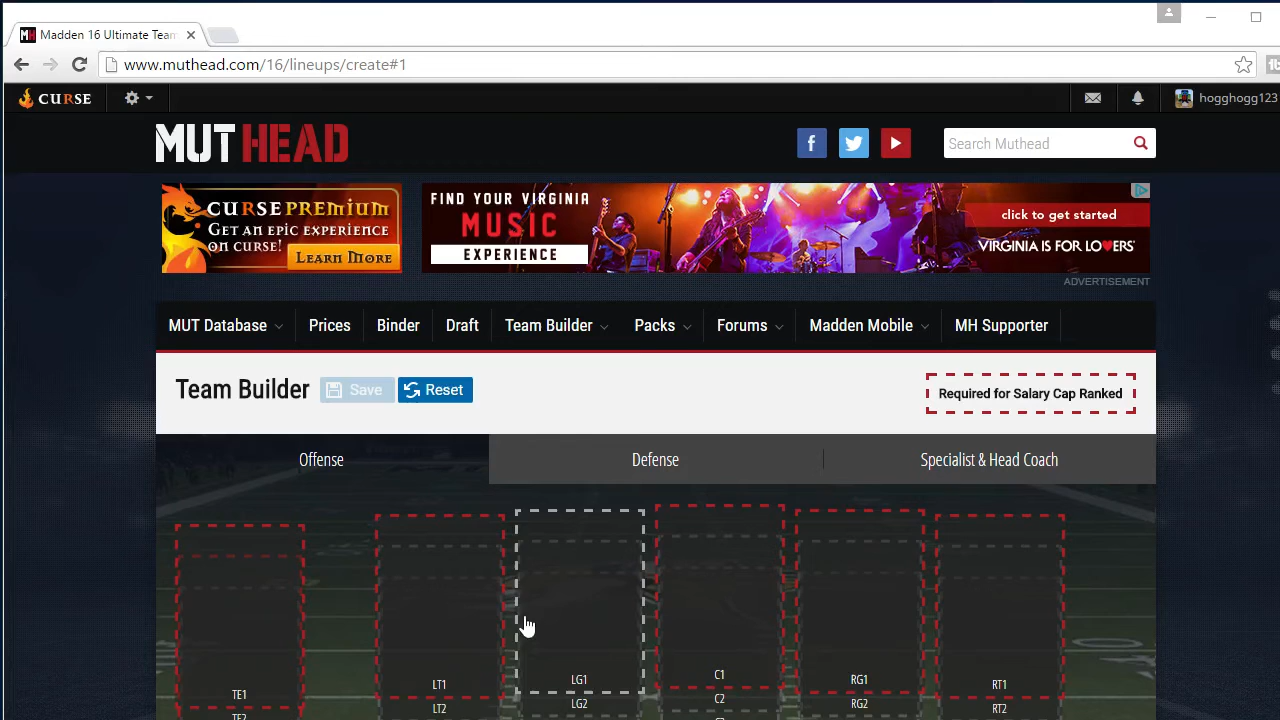 Madden 16 Ultimate Team
www.muthead.com/16/lineups/create#1
CURSE
hogghogg123
MUTHEAD
Search Muthead
CURSE PREMIUM
GET AN EPIC EXPERIENCE
ON CURSE!
LEARN MORE
FIND YOUR VIRGINIA
MUSIC
EXPERIENCE
click to get started
VIRGINIA IS FOR LOVERS
ADVERTISEMENT
MUT Database
Prices
Binder
Draft
Team Builder
Packs
Forums
Madden Mobile
MH Supporter
Team Builder
Save
Reset
Required for Salary Cap Ranked
Offense
Defense
Specialist & Head Coach
TE1
LT1
LG1
C1
RG1
RT1
TE2
LT2
LG2
C2
RG2
RT2